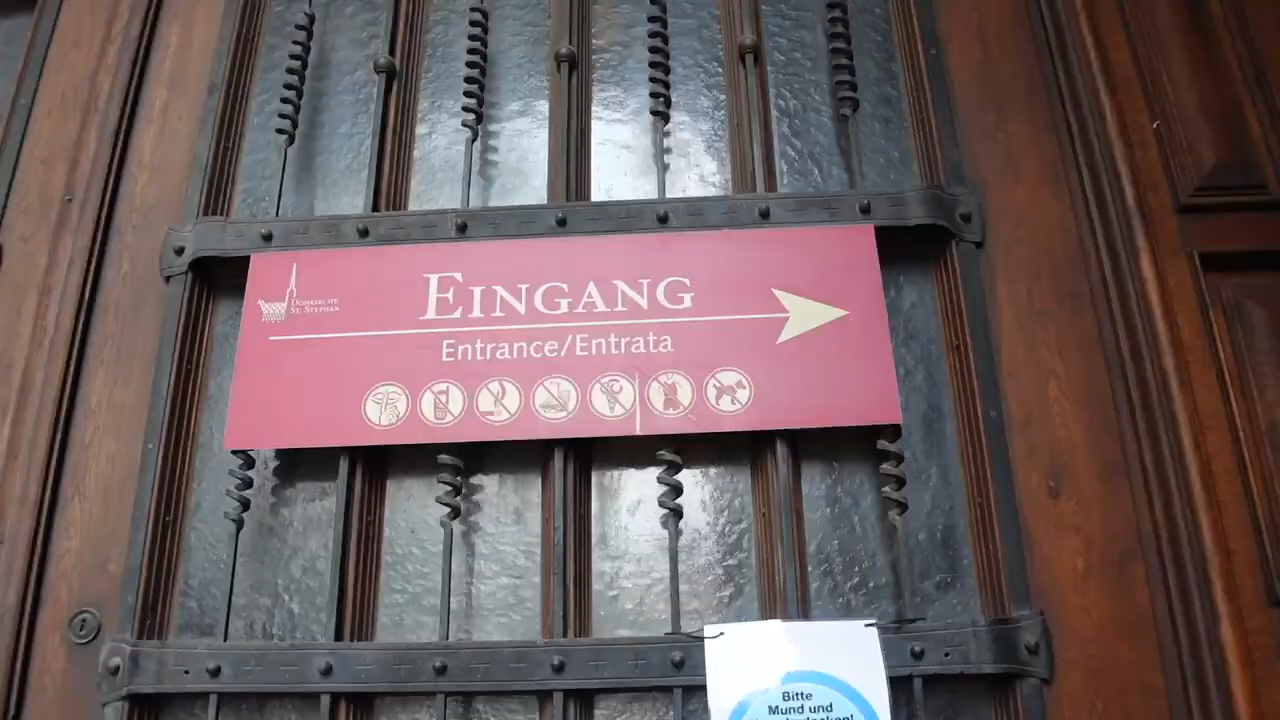 DOMKIRCHE
ST. STEPHAN
EINGANG
Entrance/Entrata
Bitte
Mund und